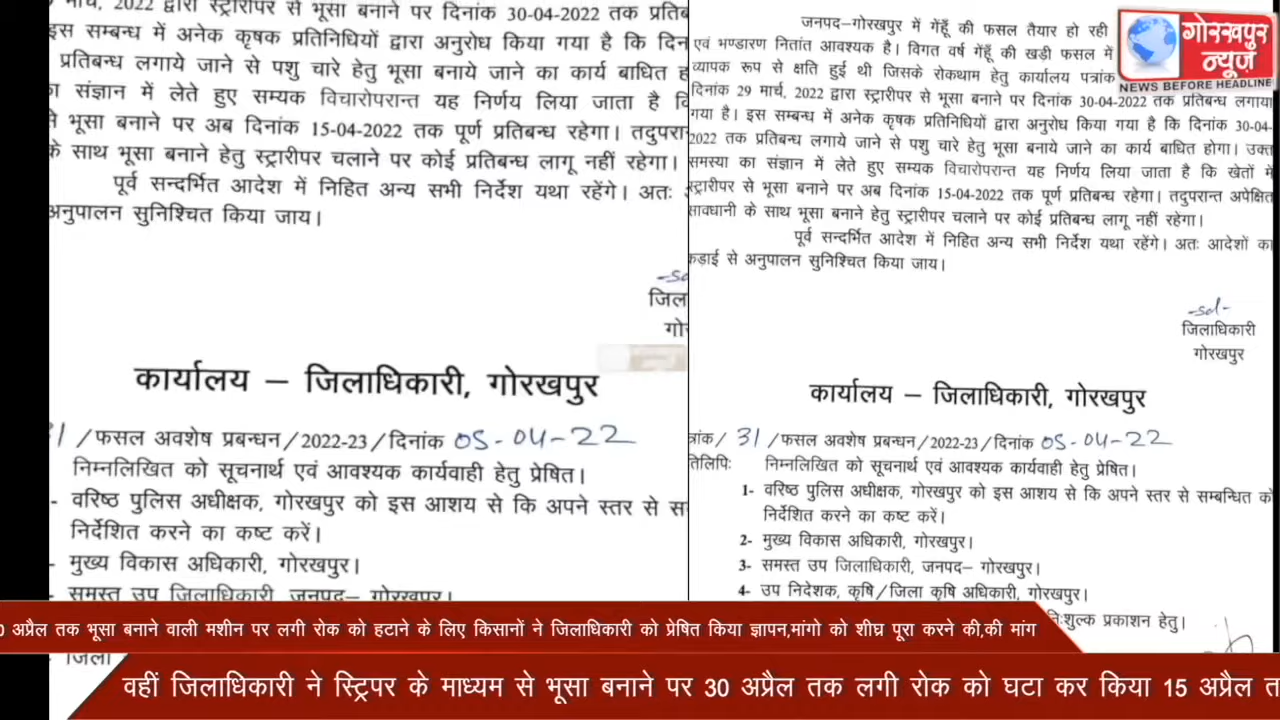 मार्च, 2022 द्वारा स्ट्रारीपर से भूसा बनाने पर दिनांक 30-04-2022 तक प्रतिब
इस सम्बन्ध में अनेक कृषक प्रतिनिधियों द्वारा अनुरोध किया गया है कि दिन
प्रतिबन्ध लगाये जाने से पशु चारे हेतु भूसा बनाये जाने का कार्य बाधित
ा संज्ञान में लेते हुए सम्यक विचारोपरान्त यह निर्णय लिया जाता है
से भूसा बनाने पर अब दिनांक 15-04-2022 तक पूर्ण प्रतिबन्ध रहेगा। तदुपरान
के साथ भूसा बनाने हेतु स्ट्रारीपर चलाने पर कोई प्रतिबन्ध लागू नहीं रहेगा।
पूर्व सन्दर्भित आदेश में निहित अन्य सभी निर्देश यथा रहेंगे। अतः
अनुपालन सुनिश्चित किया जाय।
जिल
गो
कार्यालय – जिलाधिकारी, गोरखपुर
/फसल अवशेष प्रबन्धन/2022-23/दिनांक 05-04-22
निम्नलिखित को सूचनार्थ एवं आवश्यक कार्यवाही हेतु प्रेषित।
- वरिष्ठ पुलिस अधीक्षक, गोरखपुर को इस आशय से कि अपने स्तर से स
निर्देशित करने का कष्ट करें।
- मुख्य विकास अधिकारी, गोरखपुर।
- समस्त उप जिलाधिकारी, जनपद– गोरखपुर।
जिला
जनपद–गोरखपुर में गेंहूँ की फसल तैयार हो रही
एवं भण्डारण नितांत आवश्यक है। विगत वर्ष गेंहूँ की खड़ी फसल में
व्यापक रूप से क्षति हुई थी जिसके रोकथाम हेतु कार्यालय पत्रांक
दिनांक 29 मार्च, 2022 द्वारा स्ट्रारीपर से भूसा बनाने पर दिनांक 30-04-2022 तक प्रतिबन्ध लगाया
गया है। इस सम्बन्ध में अनेक कृषक प्रतिनिधियों द्वारा अनुरोध किया गया है कि दिनांक 30-04-
2022 तक प्रतिबन्ध लगाये जाने से पशु चारे हेतु भूसा बनाये जाने का कार्य बाधित होगा। उक्त
समस्या का संज्ञान में लेते हुए सम्यक विचारोपरान्त यह निर्णय लिया जाता है कि खेतों में
स्ट्रारीपर से भूसा बनाने पर अब दिनांक 15-04-2022 तक पूर्ण प्रतिबन्ध रहेगा। तदुपरान्त अपेक्षित
सावधानी के साथ भूसा बनाने हेतु स्ट्रारीपर चलाने पर कोई प्रतिबन्ध लागू नहीं रहेगा।
पूर्व सन्दर्भित आदेश में निहित अन्य सभी निर्देश यथा रहेंगे। अतः आदेशों का
कड़ाई से अनुपालन सुनिश्चित किया जाय।
-sd-
जिलाधिकारी
गोरखपुर
कार्यालय – जिलाधिकारी, गोरखपुर
त्रांक/ 31 /फसल अवशेष प्रबन्धन/2022-23/दिनांक 05-04-22
तिलिपिः निम्नलिखित को सूचनार्थ एवं आवश्यक कार्यवाही हेतु प्रेषित।
1- वरिष्ठ पुलिस अधीक्षक, गोरखपुर को इस आशय से कि अपने स्तर से सम्बन्धित को
निर्देशित करने का कष्ट करें।
2- मुख्य विकास अधिकारी, गोरखपुर।
3- समस्त उप जिलाधिकारी, जनपद– गोरखपुर।
4- उप निदेशक, कृषि/जिला कृषि अधिकारी, गोरखपुर।
निःशुल्क प्रकाशन हेतु।
गोरखपुर
न्यूज़
NEWS BEFORE HEADLINE
0 अप्रैल तक भूसा बनाने वाली मशीन पर लगी रोक को हटाने के लिए किसानों ने जिलाधिकारी को प्रेषित किया ज्ञापन,मांगो को शीघ्र पूरा करने की,की मांग
वहीं जिलाधिकारी ने स्ट्रिपर के माध्यम से भूसा बनाने पर 30 अप्रैल तक लगी रोक को घटा कर किया 15 अप्रैल त